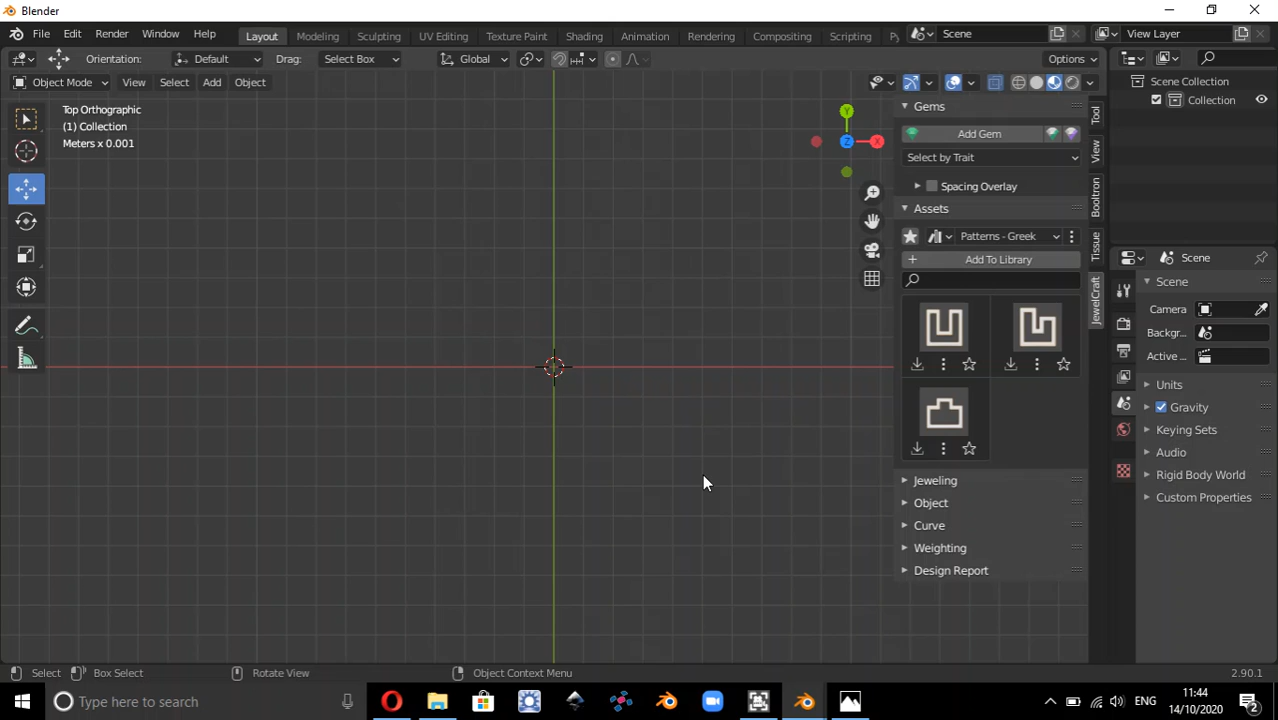 Blender
File Edit Render Window Help Layout Modeling Sculpting UV Editing Texture Paint Shading Animation Rendering Compositing Scripting Scene View Layer
Orientation: Default Drag: Select Box Global Options
Object Mode View Select Add Object
Top Orthographic
(1) Collection
Meters x 0.001
Y
X
Z
Gems
Add Gem
Select by Trait
Spacing Overlay
Assets
Patterns - Greek
Add To Library
Jeweling
Object
Curve
Weighting
Design Report
Tool
View
Booltron
Tissue
JewelCraft
Scene Collection
Collection
Scene
Scene
Camera
Backgr...
Active ...
Units
Gravity
Keying Sets
Audio
Rigid Body World
Custom Properties
Select Box Select Rotate View Object Context Menu 2.90.1
Type here to search
ENG
11:44
14/10/2020
2